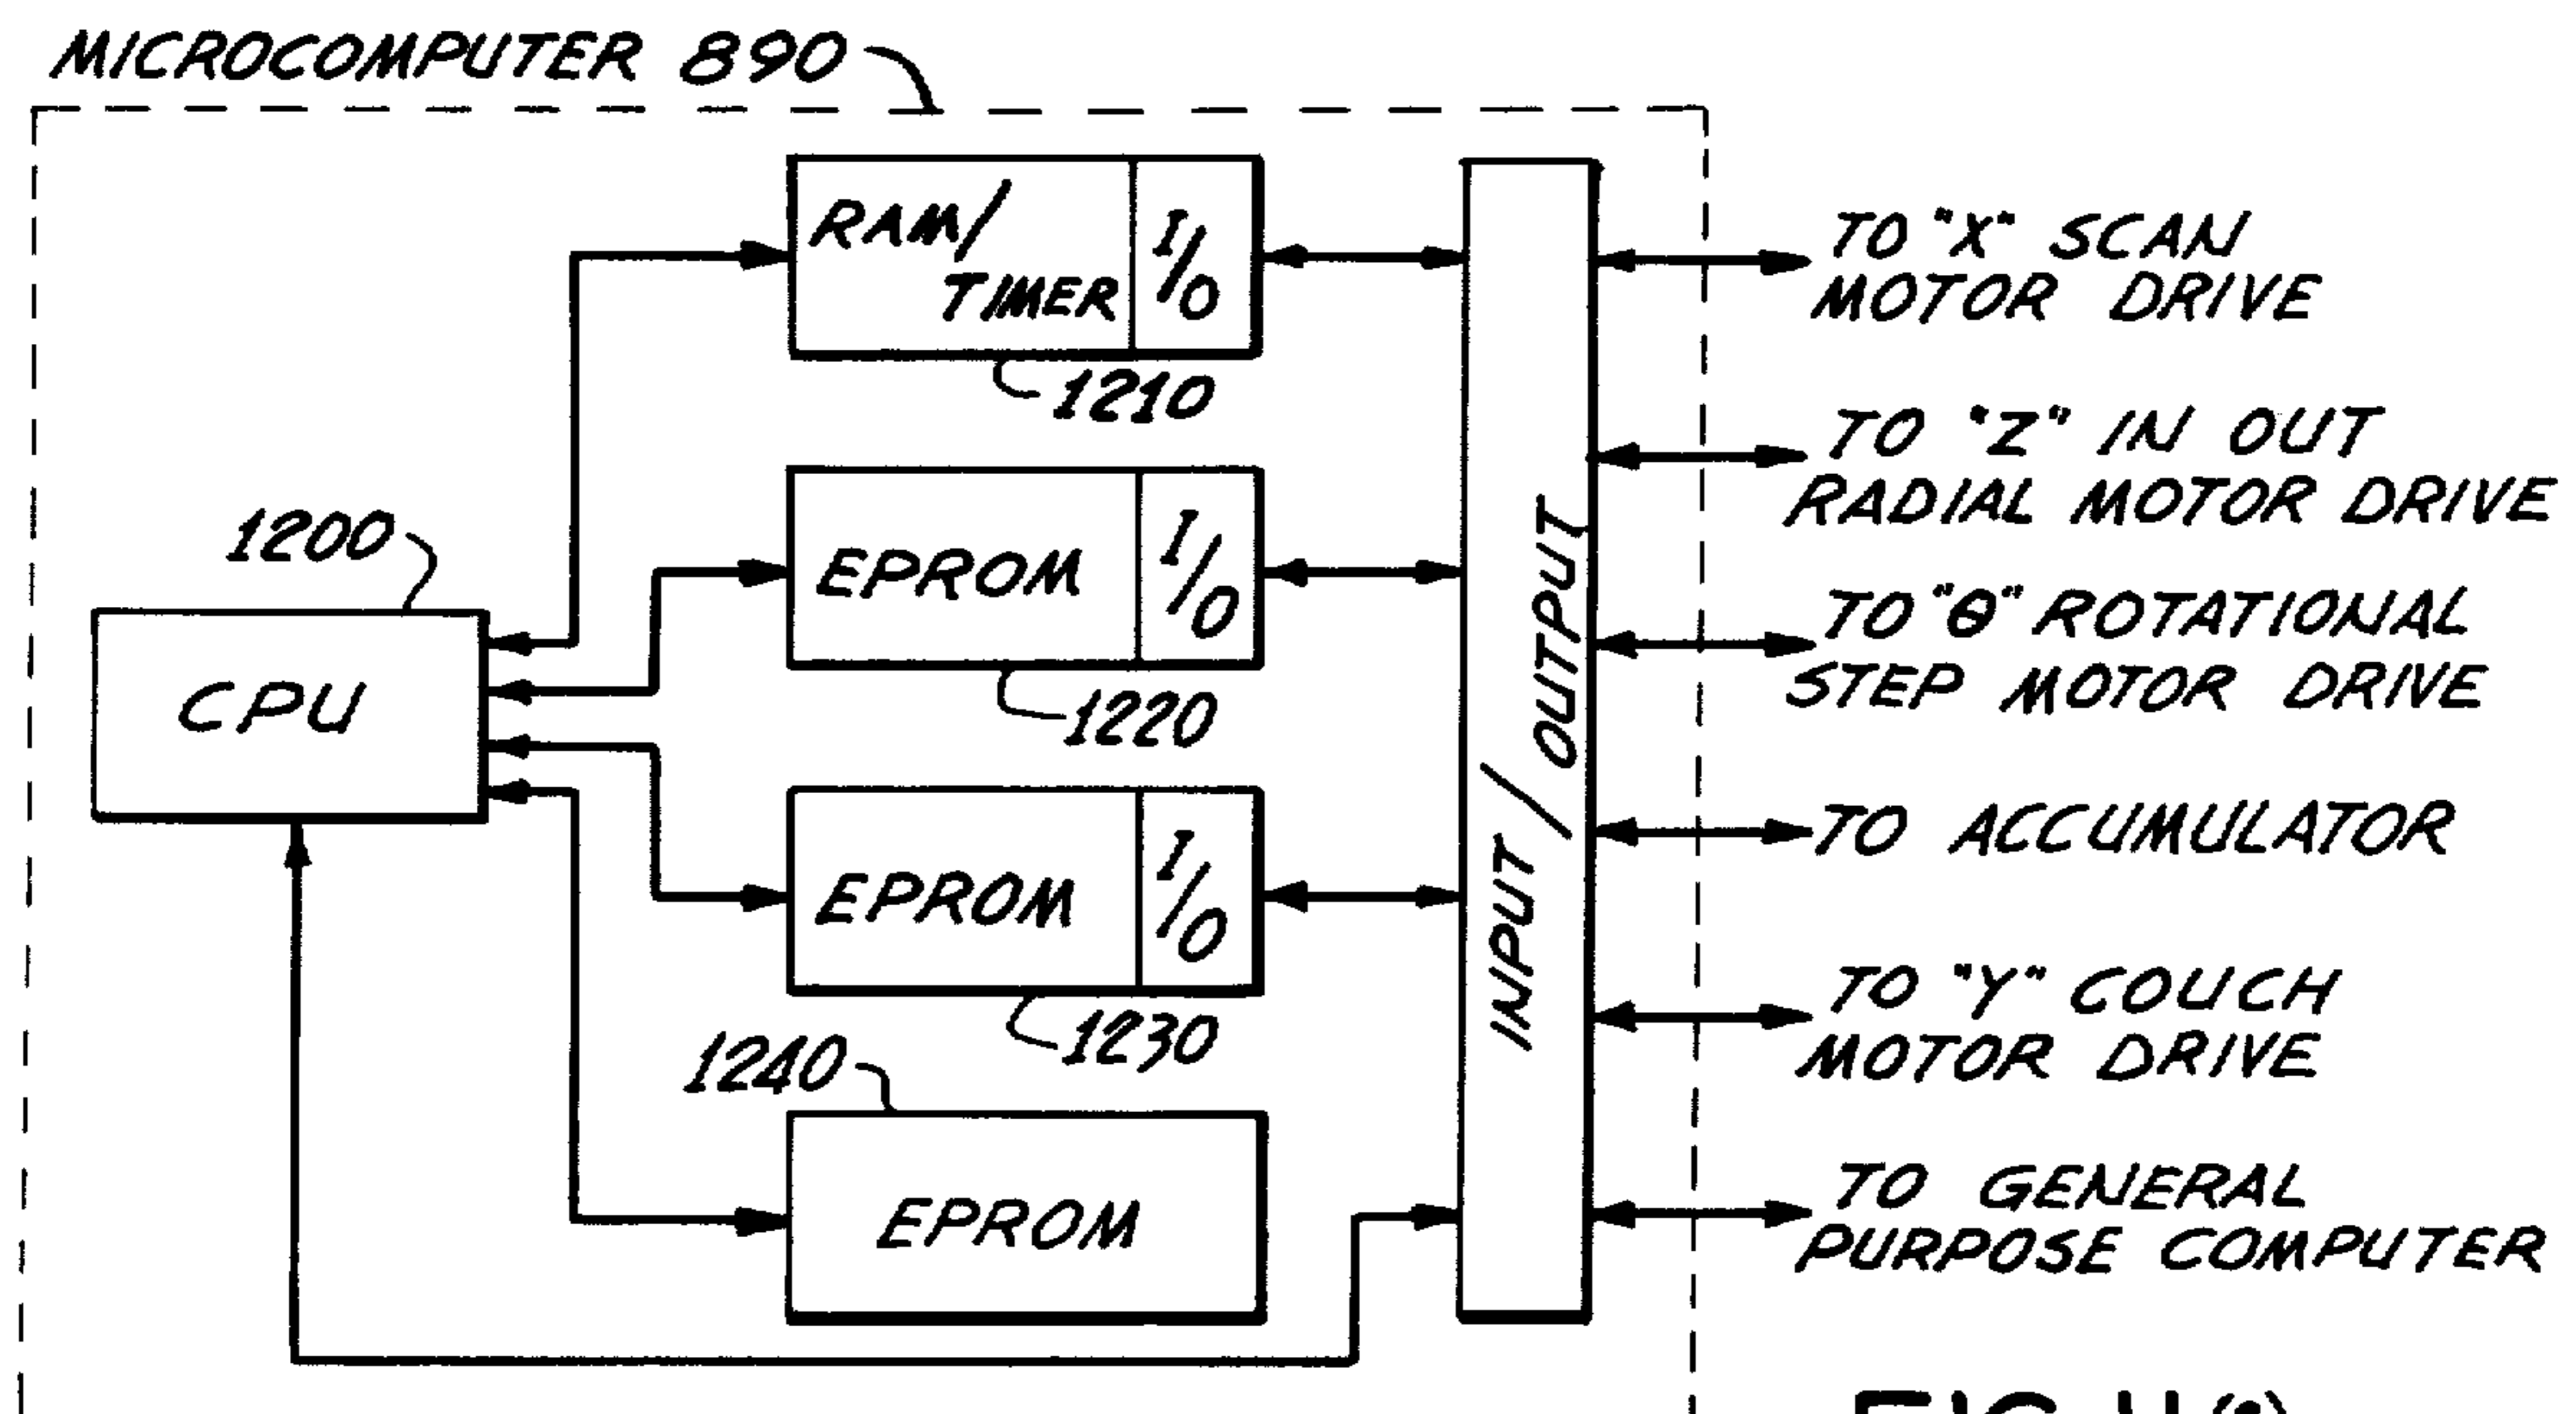 MICROCOMPUTER 890
RAM/
TIMER
I/O
1210
TO "X" SCAN
MOTOR DRIVE
TO "Z" IN OUT
RADIAL MOTOR DRIVE
1200
CPU
EPROM
I/O
1220
INPUT / OUTPUT
TO "Θ" ROTATIONAL
STEP MOTOR DRIVE
TO ACCUMULATOR
EPROM
I/O
1230
TO "Y" COUCH
MOTOR DRIVE
1240
EPROM
TO GENERAL
PURPOSE COMPUTER